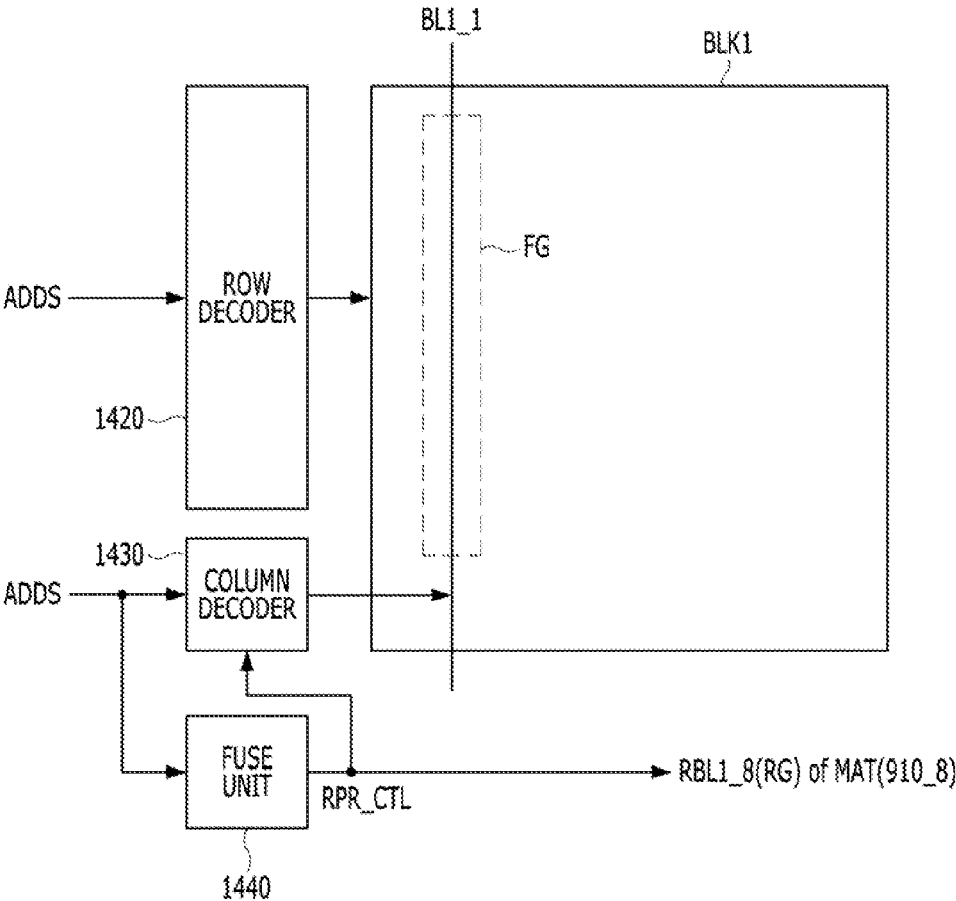 BL1_1
BLK1
FG
ADDS
ROW
DECODER
1420
1430
ADDS
COLUMN
DECODER
FUSE
UNIT
RPR_CTL
RBL1_8(RG) of MAT(910_8)
1440